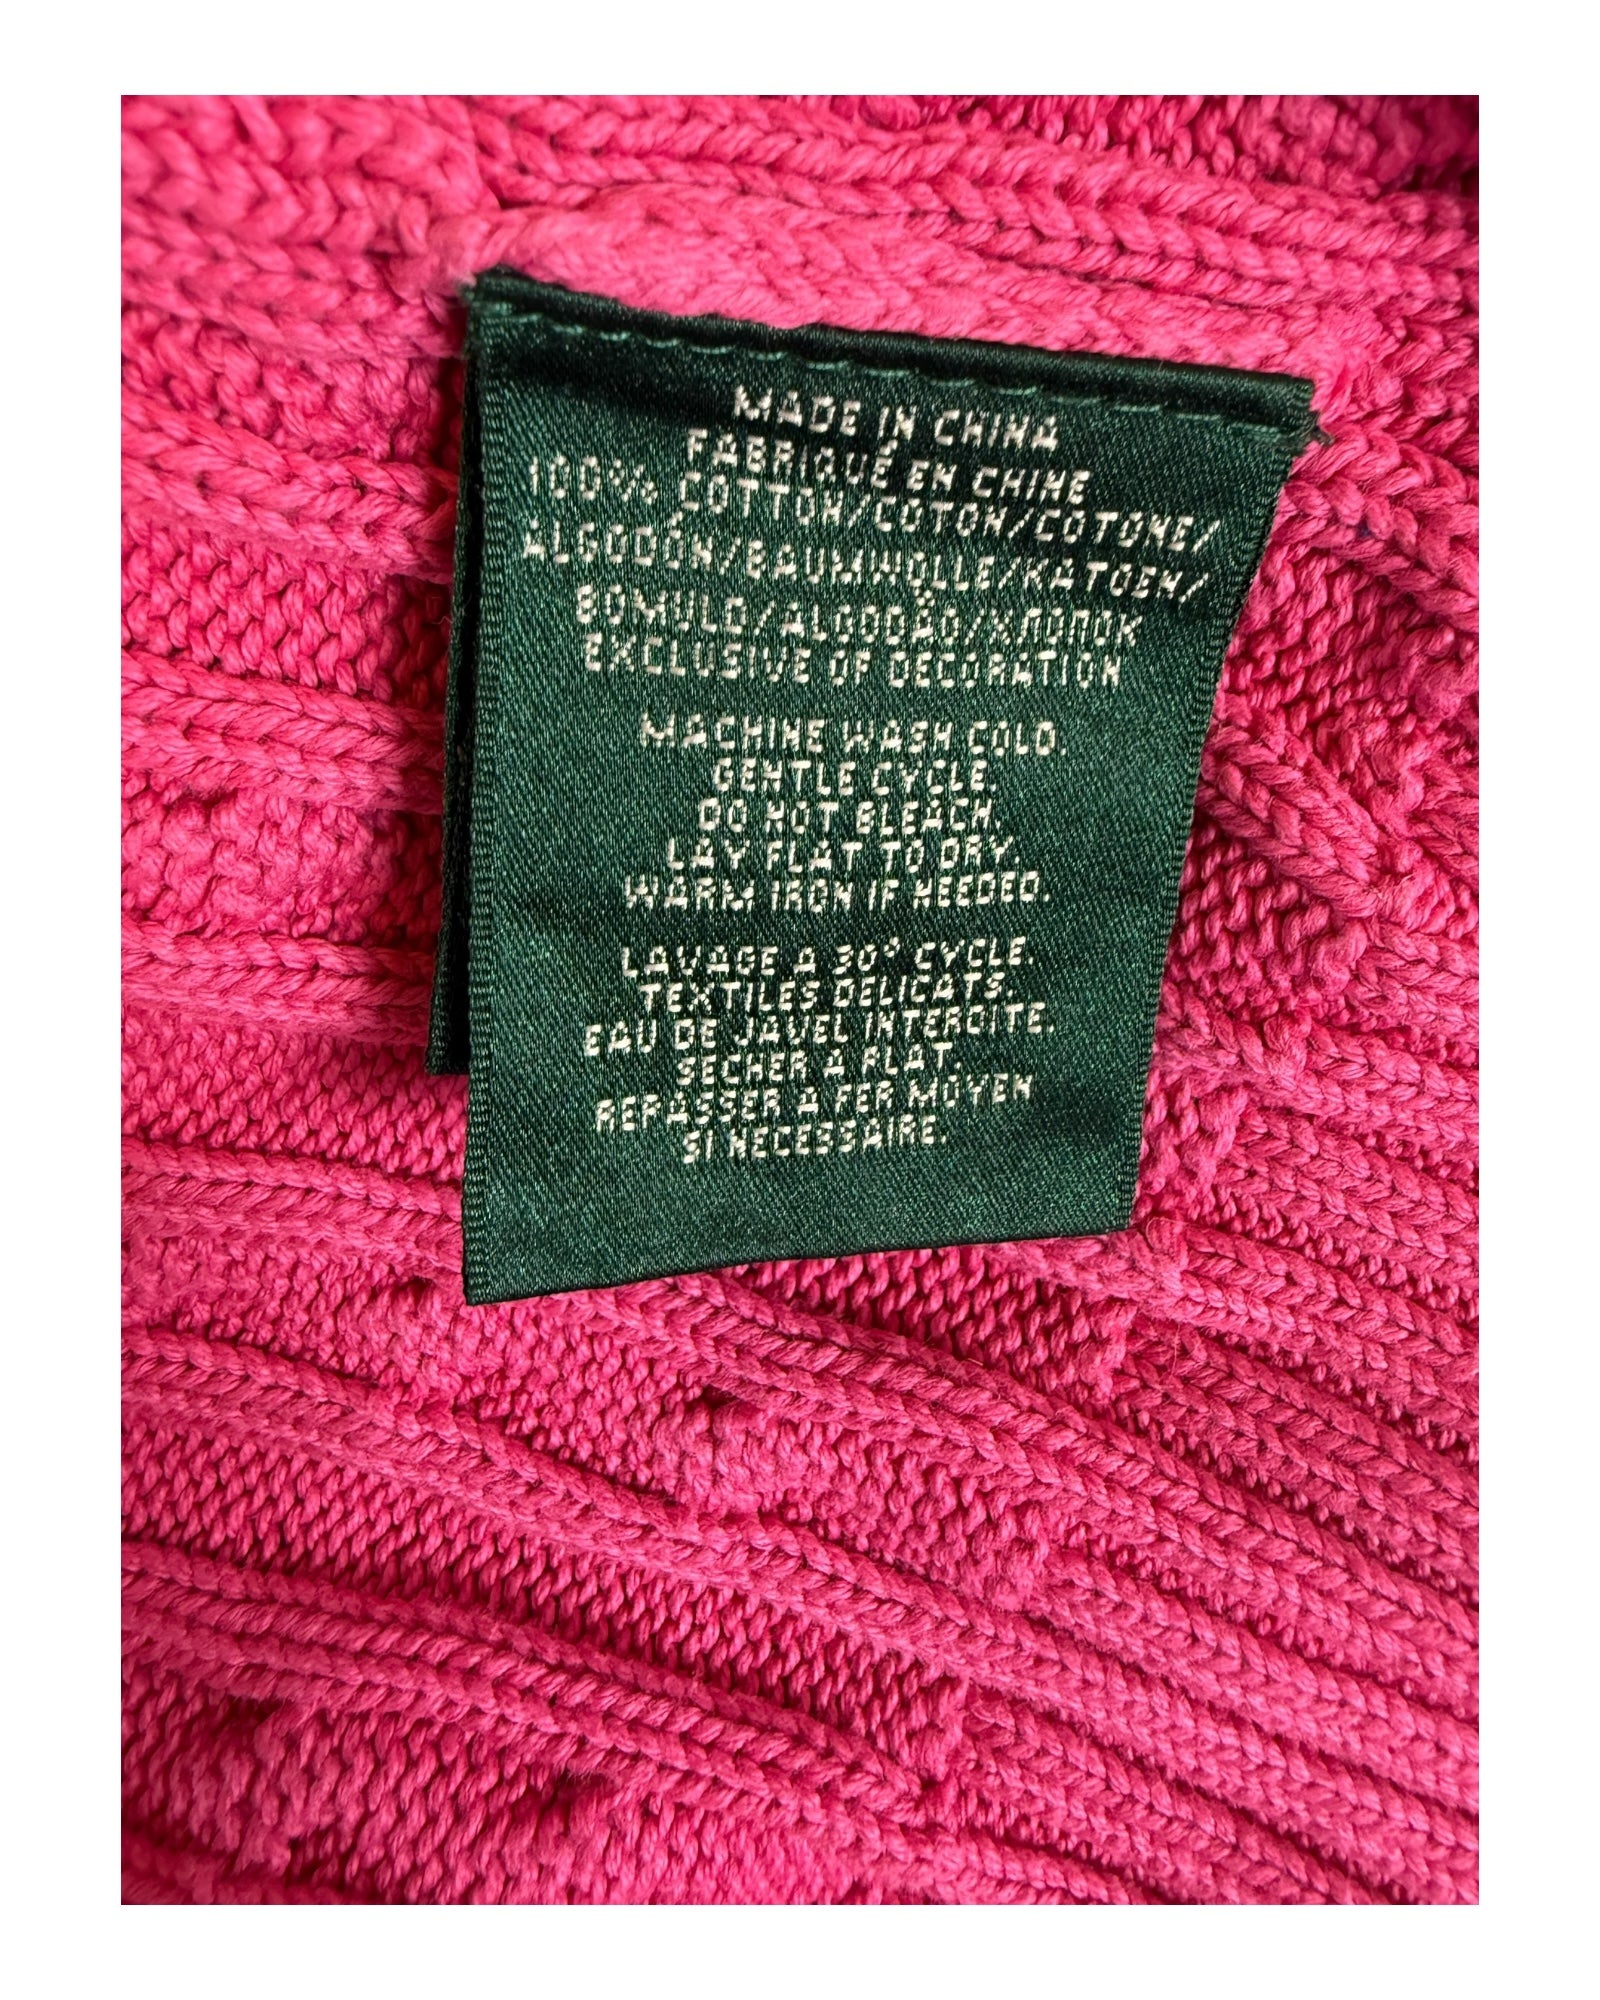 MADE IN CHINA
FABRIQUÉ EN CHINE
100% COTTON/COTON/COTONE/
ALGODÓN/BAUMWOLLE/KATOEN/
BOMULD/ALGODÃO/ХЛОПОК
EXCLUSIVE OF DECORATION
MACHINE WASH COLD.
GENTLE CYCLE.
DO NOT BLEACH.
LAY FLAT TO DRY.
WARM IRON IF NEEDED.
LAVAGE A 30° CYCLE.
TEXTILES DELICATS.
EAU DE JAVEL INTERDITE.
SECHER A PLAT.
REPASSER A FER MOYEN
SI NECESSAIRE.